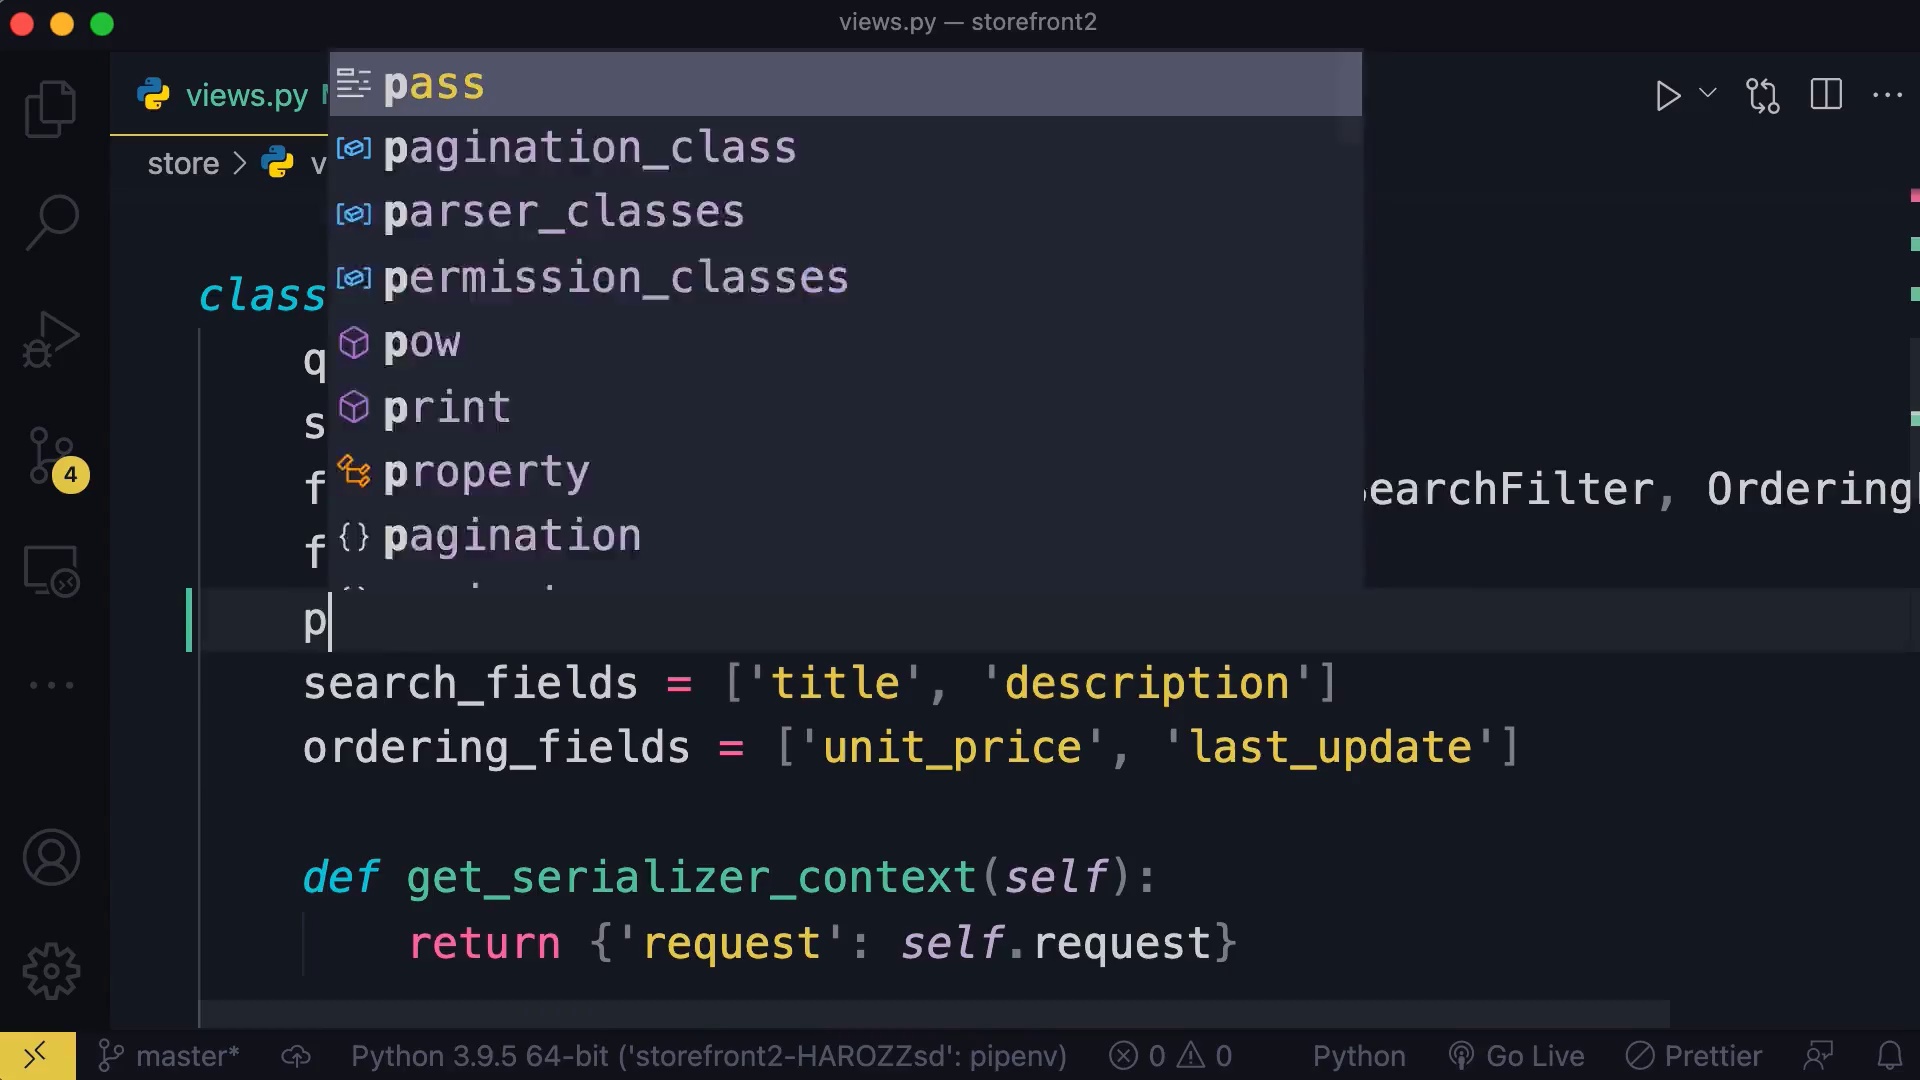 views.py — storefront2
views.py
pass
pagination_class
store > v
parser_classes
permission_classes
class
q
pow
s
print
f
property
earchFilter, Ordering
f
pagination
p
search_fields = ['title', 'description']
ordering_fields = ['unit_price', 'last_update']
def get_serializer_context(self):
return {'request': self.request}
4
master*
Python 3.9.5 64-bit ('storefront2-HAROZZsd': pipenv)
0
0
Python
Go Live
Prettier